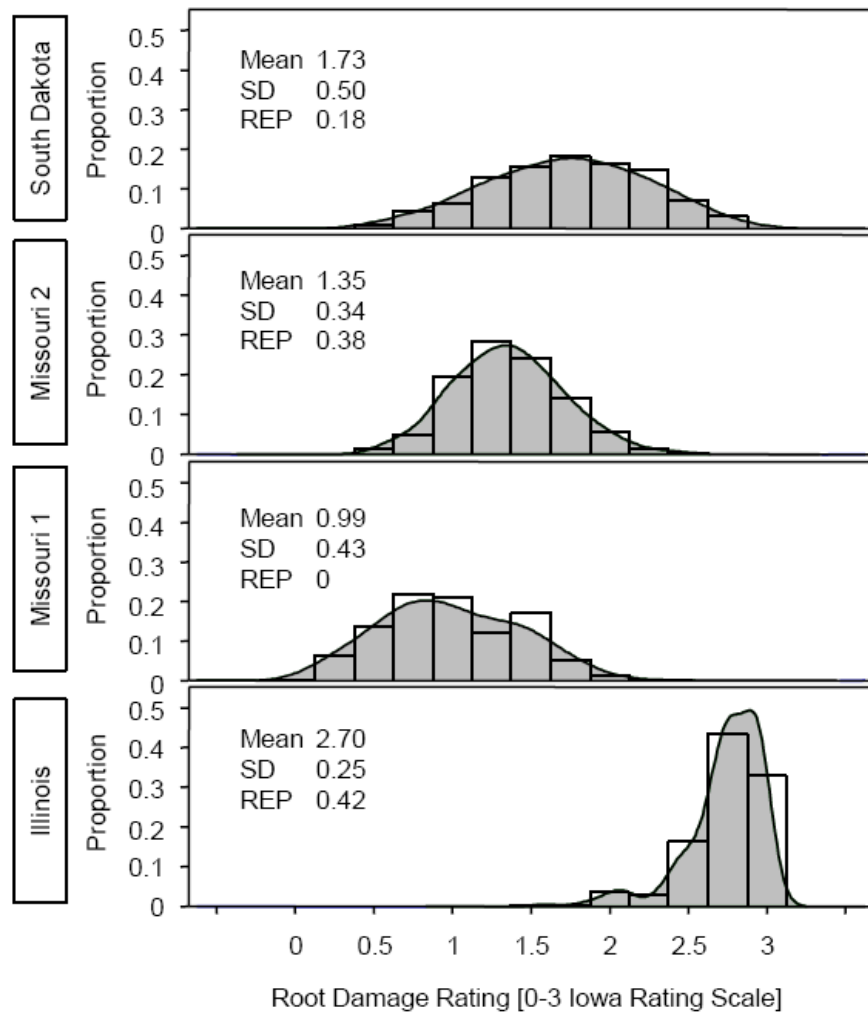 South Dakota
Proportion
0.5
0.4
0.3
0.2
0.1
0
Mean 1.73
SD 0.50
REP 0.18
Missouri 2
Proportion
0.5
0.4
0.3
0.2
0.1
0
Mean 1.35
SD 0.34
REP 0.38
Missouri 1
Proportion
0.5
0.4
0.3
0.2
0.1
0
Mean 0.99
SD 0.43
REP 0
Illinois
Proportion
0.5
0.4
0.3
0.2
0.1
0
Mean 2.70
SD 0.25
REP 0.42
0 0.5 1 1.5 2 2.5 3
Root Damage Rating [0-3 Iowa Rating Scale]